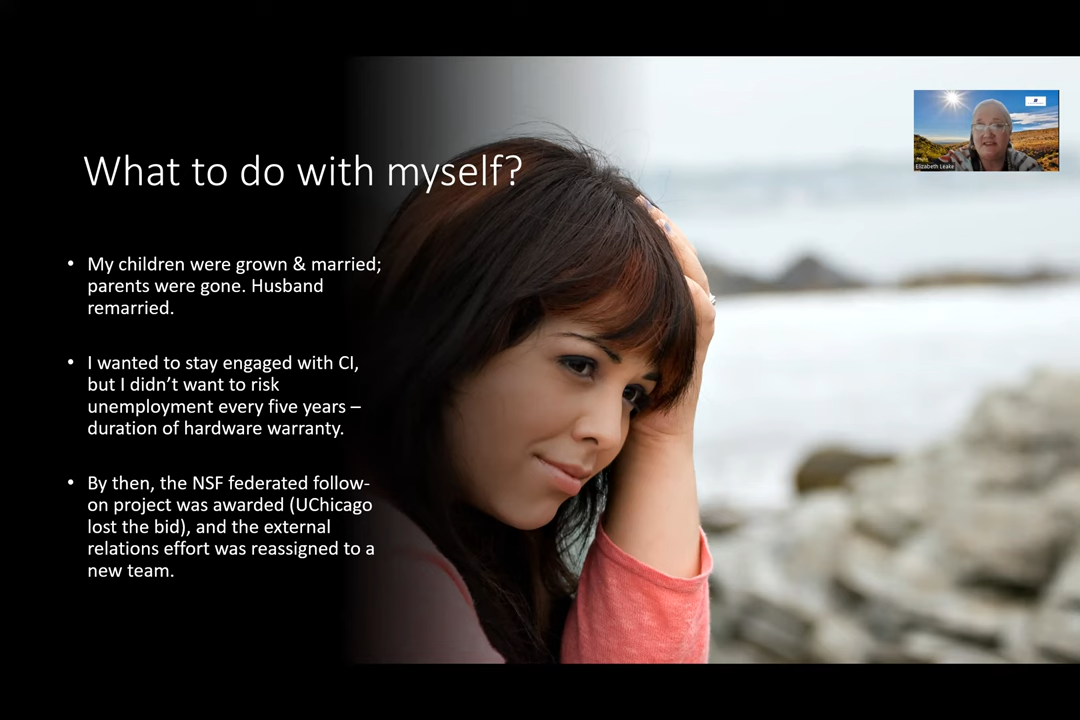 What to do with myself?
• My children were grown & married;
parents were gone. Husband
remarried.
• I wanted to stay engaged with CI,
but I didn’t want to risk
unemployment every five years –
duration of hardware warranty.
• By then, the NSF federated follow-
on project was awarded (UChicago
lost the bid), and the external
relations effort was reassigned to a
new team.
Elizabeth Leake